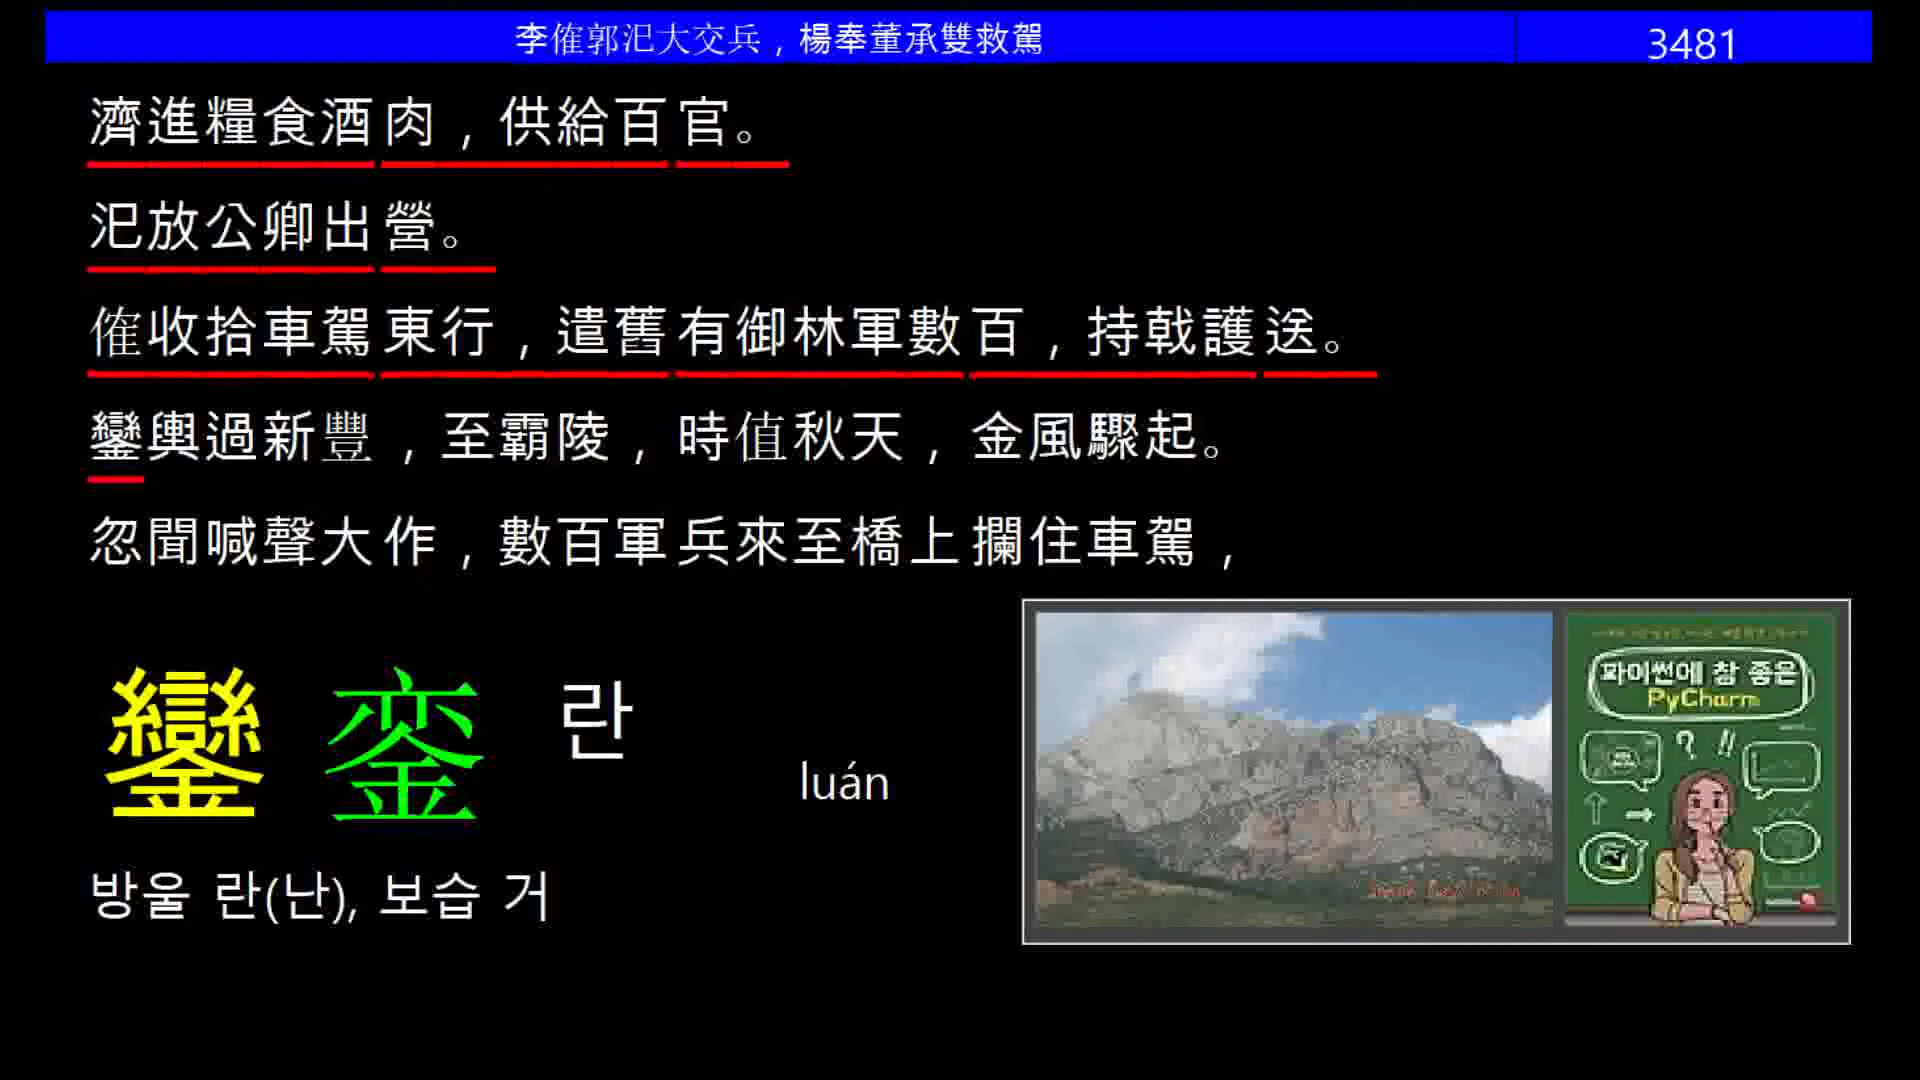 李傕郭汜大交兵，楊奉董承雙救駕
3481
濟進糧食酒肉，供給百官。
汜放公卿出營。
傕收拾車駕東行，遣舊有御林軍數百，持戟護送。
鑾輿過新豐，至霸陵，時值秋天，金風驟起。
忽聞喊聲大作，數百軍兵來至橋上攔住車駕，
鑾 銮 란
luán
방울 란(난), 보습 거
파이썬에 참 좋은
PyCharm